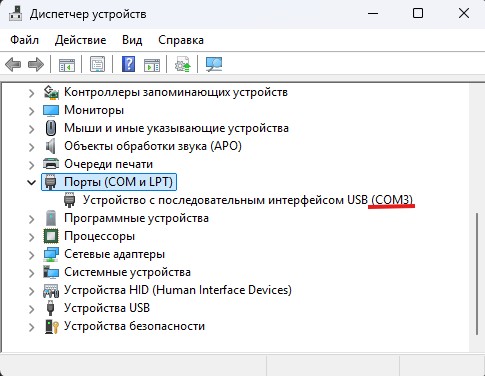 Диспетчер устройств
Файл Действие Вид Справка
Контроллеры запоминающих устройств
Мониторы
Мыши и иные указывающие устройства
Объекты обработки звука (APO)
Очереди печати
Порты (COM и LPT)
Устройство с последовательным интерфейсом USB (COM3)
Программные устройства
Процессоры
Сетевые адаптеры
Системные устройства
Устройства HID (Human Interface Devices)
Устройства USB
Устройства безопасности